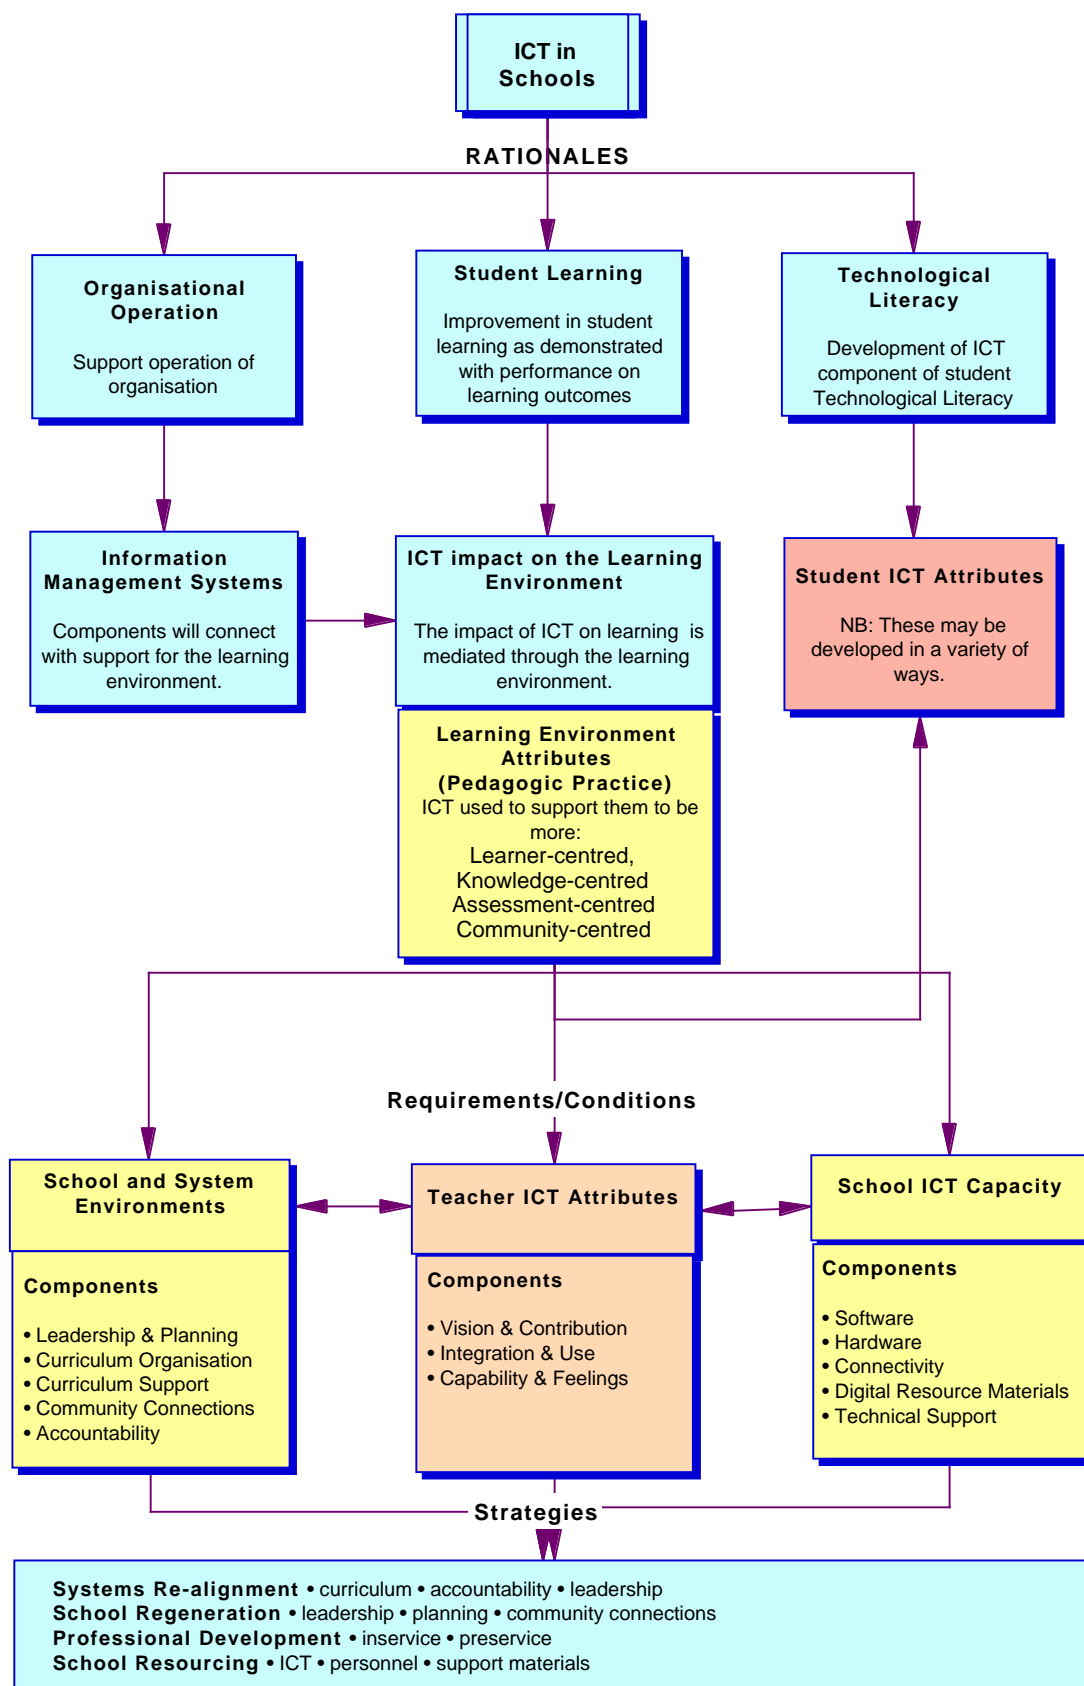 ICT in
Schools
RATIONALES
Organisational
Operation
Support operation of
organisation
Student Learning
Improvement in student
learning as demonstrated
with performance on
learning outcomes
Technological
Literacy
Development of ICT
component of student
Technological Literacy
Information
Management Systems
Components will connect
with support for the learning
environment.
ICT impact on the Learning
Environment
The impact of ICT on learning is
mediated through the learning
environment.
Student ICT Attributes
NB: These may be
developed in a variety of
ways.
Learning Environment
Attributes
(Pedagogic Practice)
ICT used to support them to be
more:
Learner-centred,
Knowledge-centred
Assessment-centred
Community-centred
Requirements/Conditions
School and System
Environments
Components
• Leadership & Planning
• Curriculum Organisation
• Curriculum Support
• Community Connections
• Accountability
Teacher ICT Attributes
Components
• Vision & Contribution
• Integration & Use
• Capability & Feelings
School ICT Capacity
Components
• Software
• Hardware
• Connectivity
• Digital Resource Materials
• Technical Support
Strategies
Systems Re-alignment • curriculum • accountability • leadership
School Regeneration • leadership • planning • community connections
Professional Development • inservice • preservice
School Resourcing • ICT • personnel • support materials